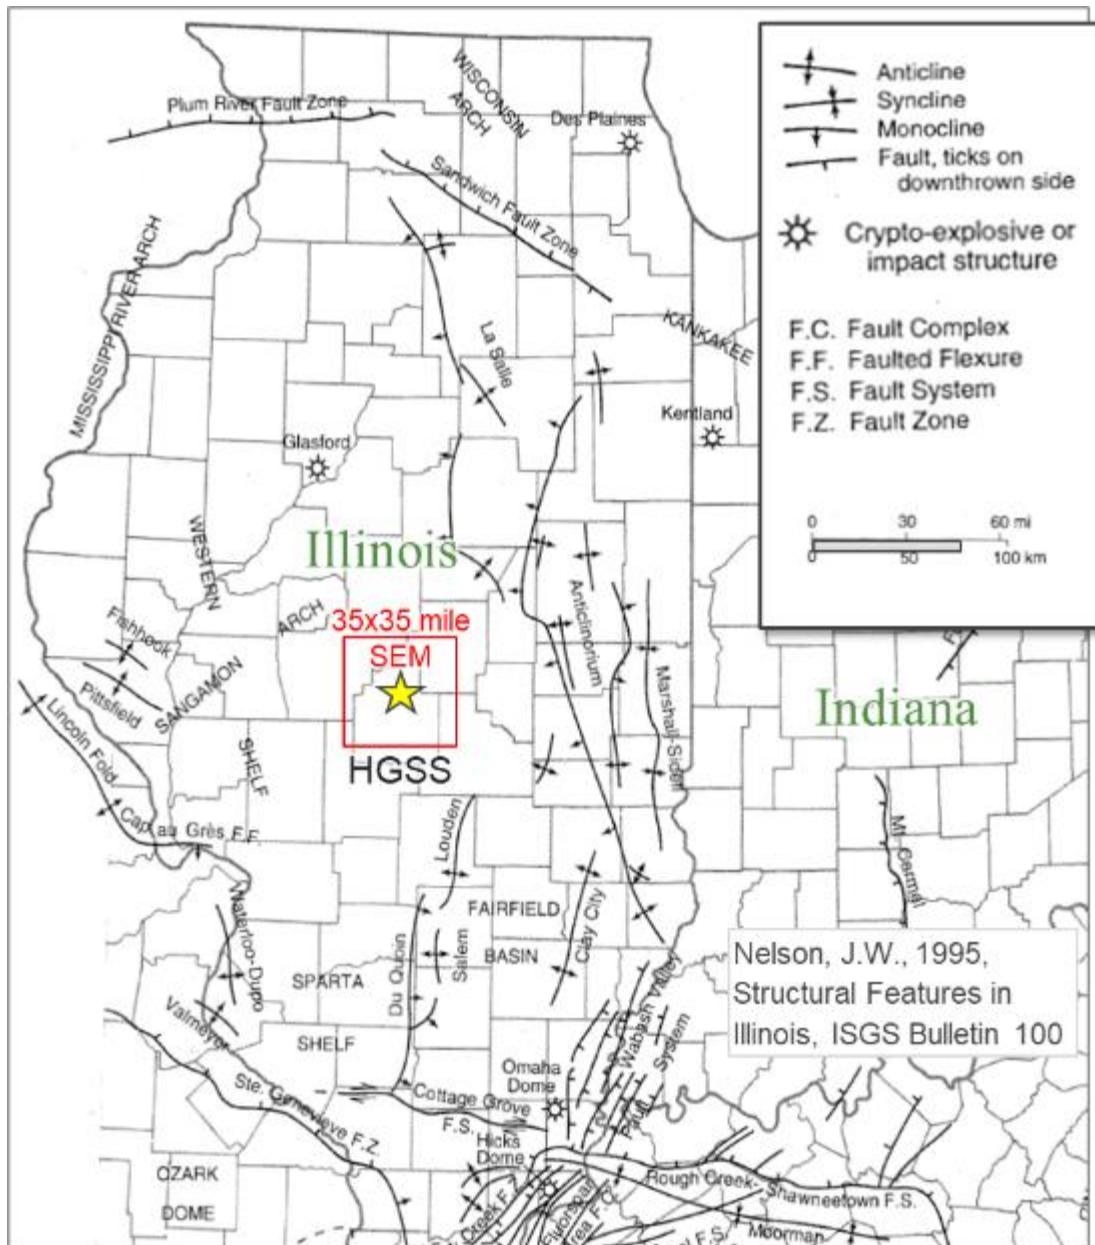 WISCONSIN
ARCH
Plum River Fault Zone
Des Plaines
Sandwich Fault Zone
MISSISSIPPI RIVER ARCH
KANKAKEE
La Salle
Kentland
Glasford
Anticline
Syncline
Monocline
Fault, ticks on
downthrown side
Crypto-explosive or
impact structure
F.C. Fault Complex
F.F. Faulted Flexure
F.S. Fault System
F.Z. Fault Zone
0 30 60 mi
0 50 100 km
WESTERN
Illinois
ARCH
35x35 mile
SEM
Fishhook
Pittsfield
SANGAMON
Anticlinorium
Marshall-Sidell
Indiana
Lincoln Fold
SHELF
HGSS
Cap au Grès F.F.
Louden
Mt. Carmel
Waterloo-Dupo
FAIRFIELD
BASIN
Clay City
Du Quoin
Salem
SPARTA
SHELF
Valmeyer
Nelson, J.W., 1995,
Structural Features in
Illinois, ISGS Bulletin 100
Wabash Valley
Fault
System
Omaha
Dome
Ste. Genevieve F.Z.
Cottage Grove
F.S.
Hicks
Dome
OZARK
DOME
Rough Creek-
Shawneetown F.S.
Creek F.Z.
Fluorspar
Area F.C.
F.S.
Moorman